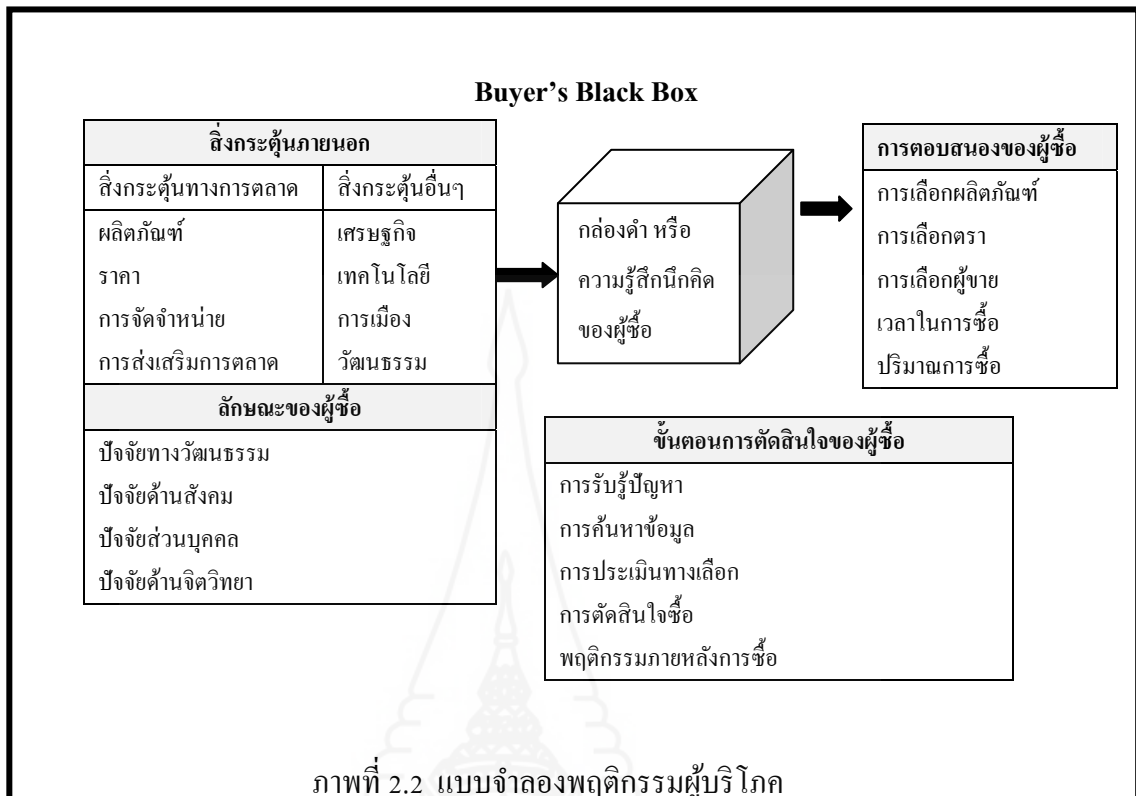 Buyer's Black Box
สิ่งกระตุ้นภายนอก
สิ่งกระตุ้นทางการตลาด สิ่งกระตุ้นอื่นๆ
ผลิตภัณฑ์ เศรษฐกิจ
ราคา เทคโนโลยี
การจัดจำหน่าย การเมือง
การส่งเสริมการตลาด วัฒนธรรม
ลักษณะของผู้ซื้อ
ปัจจัยทางวัฒนธรรม
ปัจจัยด้านสังคม
ปัจจัยส่วนบุคคล
ปัจจัยด้านจิตวิทยา
กล่องดำ หรือ
ความรู้สึกนึกคิด
ของผู้ซื้อ
การตอบสนองของผู้ซื้อ
การเลือกผลิตภัณฑ์
การเลือกตรา
การเลือกผู้ขาย
เวลาในการซื้อ
ปริมาณการซื้อ
ขั้นตอนการตัดสินใจของผู้ซื้อ
การรับรู้ปัญหา
การค้นหาข้อมูล
การประเมินทางเลือก
การตัดสินใจซื้อ
พฤติกรรมภายหลังการซื้อ
ภาพที่ 2.2 แบบจำลองพฤติกรรมผู้บริโภค